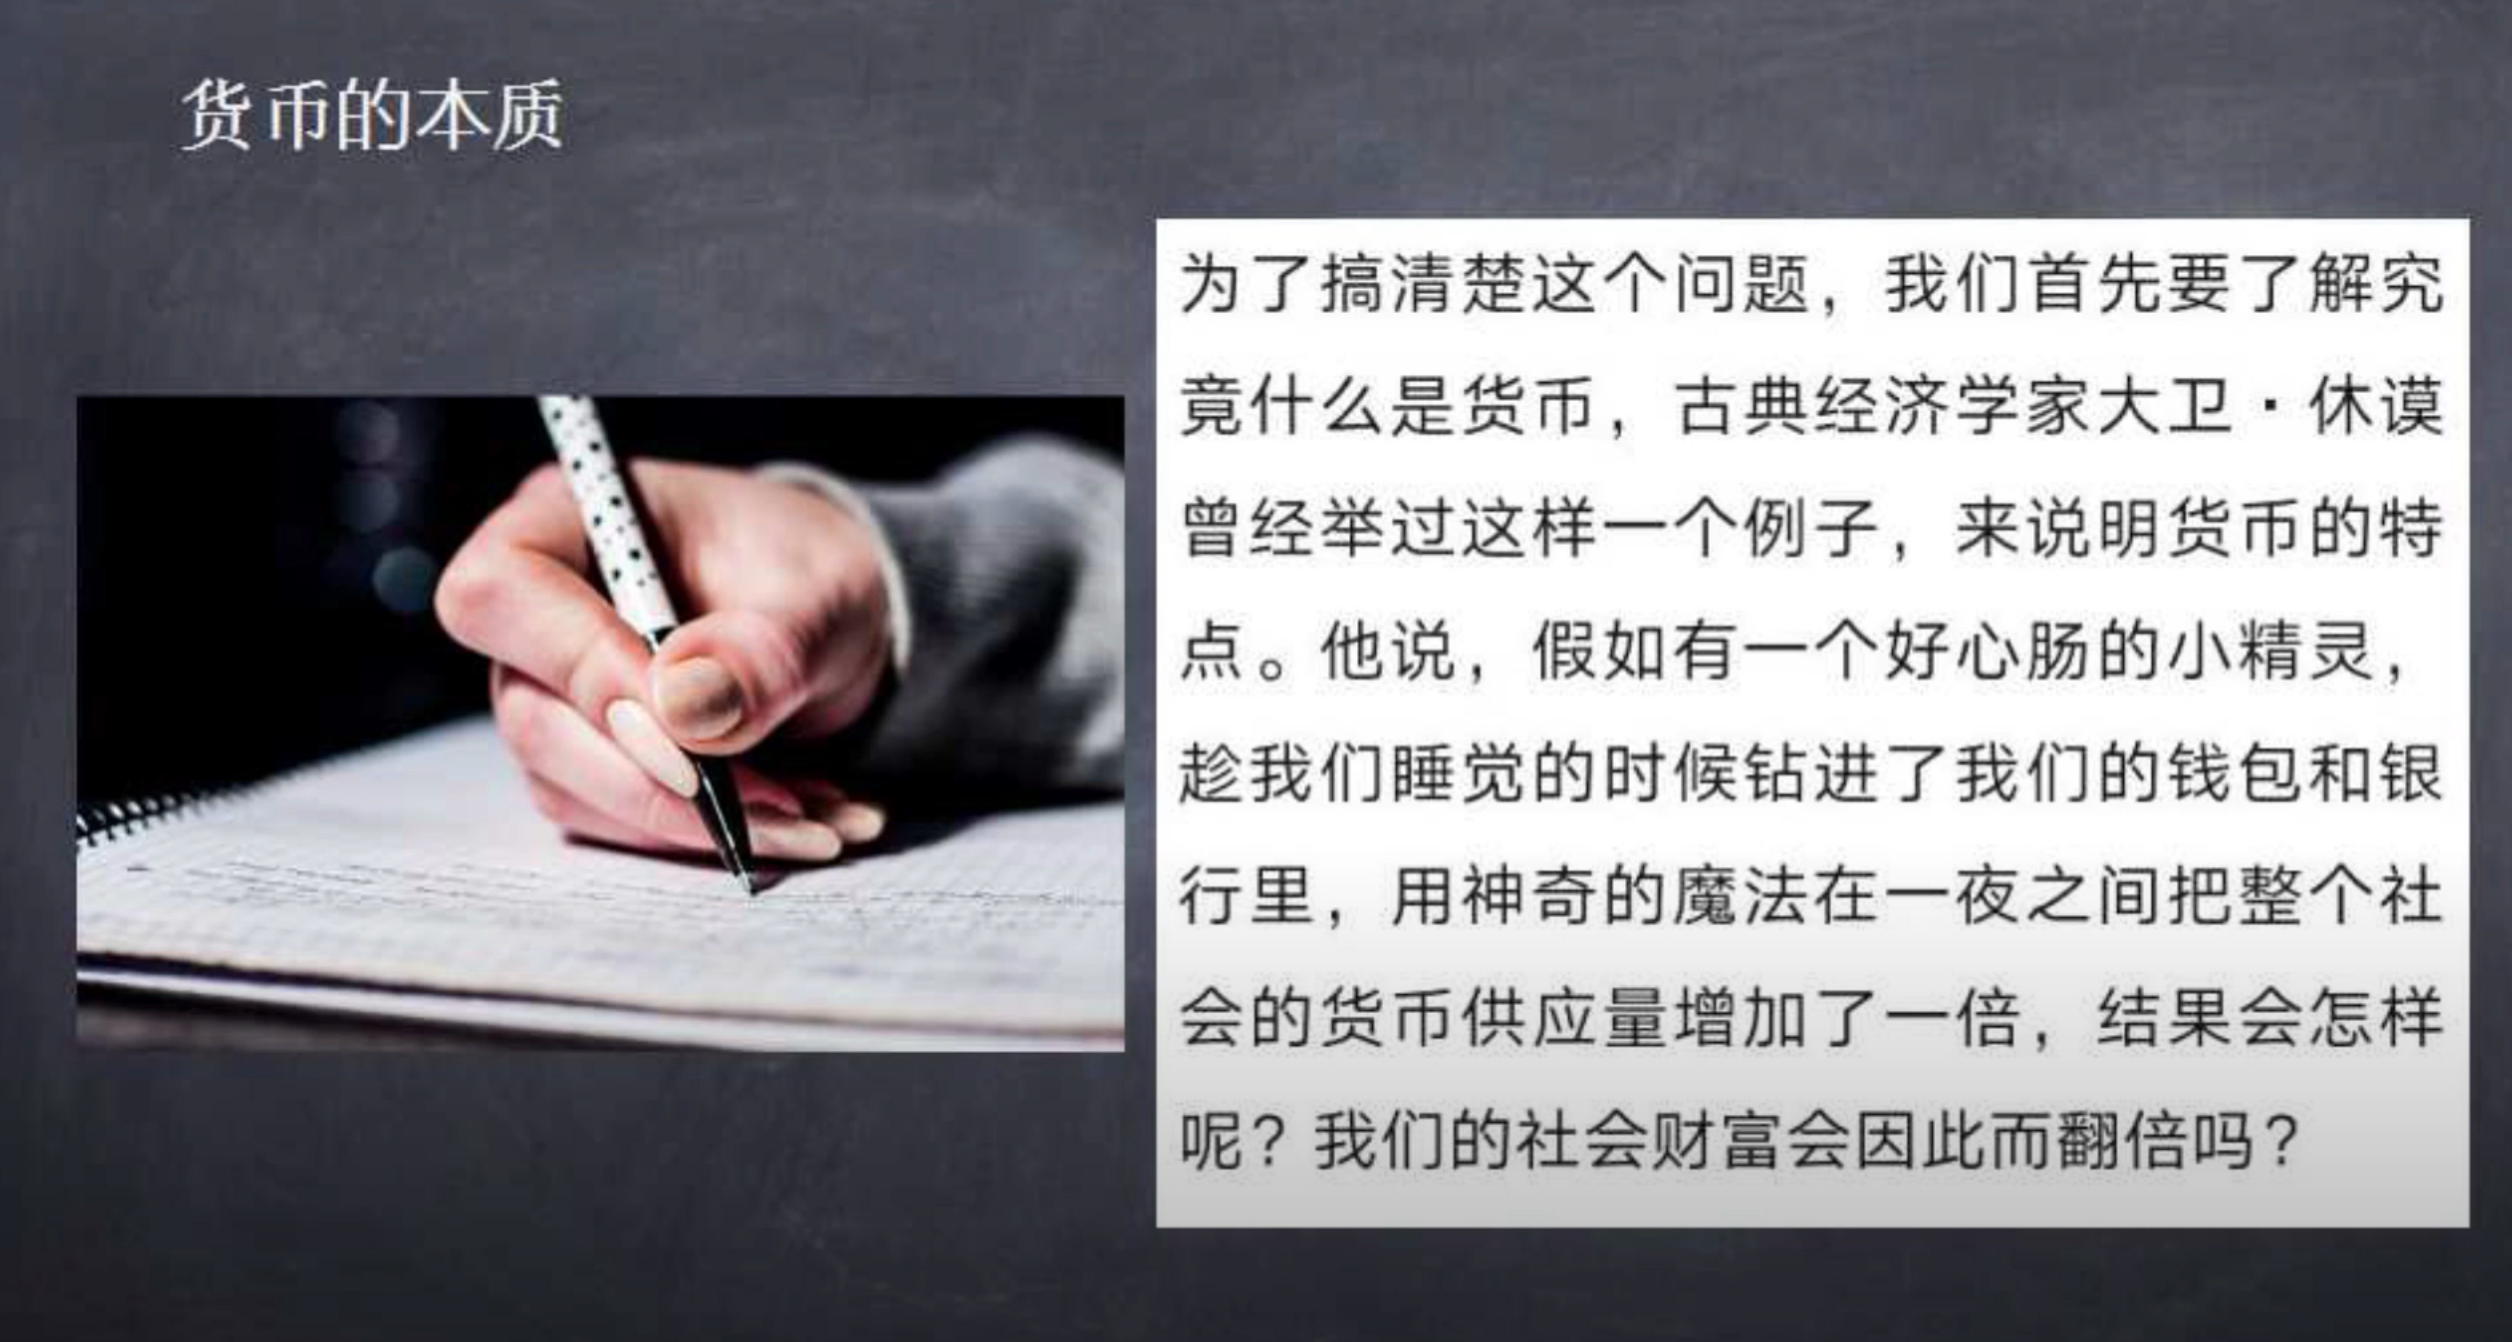 货币的本质
为了搞清楚这个问题，我们首先要了解究
竟什么是货币，古典经济学家大卫·休谟
曾经举过这样一个例子，来说明货币的特
点。他说，假如有一个好心肠的小精灵，
趁我们睡觉的时候钻进了我们的钱包和银
行里，用神奇的魔法在一夜之间把整个社
会的货币供应量增加了一倍，结果会怎样
呢？我们的社会财富会因此而翻倍吗？